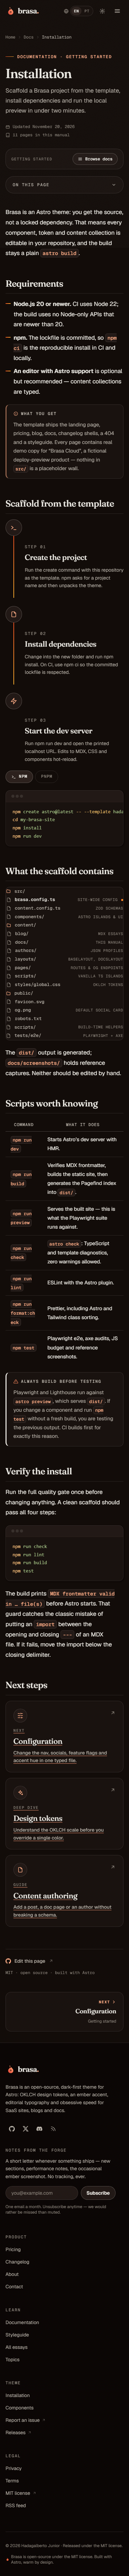 brasa.
EN PT
Home Docs Installation
DOCUMENTATION · GETTING STARTED
Installation
Scaffold a Brasa project from the template,
install dependencies and run the local
preview in under two minutes.
11 pages in this manual
GETTING STARTED
Browse docs
ON THIS PAGE
Brasa is an Astro theme: you get the source,
not a locked dependency. That means every
component, token and content collection is
editable in your repository, and the build
stays a plain astro build.
Requirements
Node.js 20 or newer. CI uses Node 22;
the build uses no Node-only APIs that
are newer than 20.
npm. The lockfile is committed, so npm
ci is the reproducible install in CI and
locally.
An editor with Astro support is optional
but recommended — content collections
are typed.
WHAT YOU GET
The template ships the landing page,
pricing, blog, docs, changelog shells, a 404
and a styleguide. Every page consumes real
demo copy for "Brasa Cloud", a fictional
deploy-preview product — nothing in
src/ is a placeholder wall.
Scaffold from the template
STEP 01
Create the project
Run the create command with this repository
as the template. npm asks for a project
name and then unpacks the theme.
STEP 02
Install dependencies
Change into the new folder and run npm
install. On CI, use npm ci so the committed
lockfile is respected.
STEP 03
Start the dev server
Run npm run dev and open the printed
localhost URL. Edits to MDX, CSS and
components hot-reload.
NPM PNPM
npm create astro@latest -- --template hada
cd my-brasa-site
npm install
npm run dev
What the scaffold contains
src/
brasa.config.ts SITE-WIDE CONFIG
content.config.ts
components/ ASTRO ISLANDS & UI
content/
blog/
docs/
authors/ JSON PROFILES
layouts/
pages/ ROUTES & OG ENDPOINTS
scripts/ VANILLA TS ISLANDS
styles/global.css OKLCH TOKENS
public/
favicon.svg
og.png DEFAULT SOCIAL CARD
robots.txt
scripts/ BUILD-TIME HELPERS
tests/e2e/ PLAYWRIGHT + AXE
The dist/ output is generated;
docs/screenshots/ holds reference
captures. Neither should be edited by hand.
Scripts worth knowing
COMMAND WHAT IT DOES
npm run dev Starts Astro's dev server with HMR.
npm run build Verifies MDX frontmatter, builds the static site, then generates the Pagefind index into dist/.
npm run preview Serves the built site — this is what the Playwright suite runs against.
npm run check astro check: TypeScript and template diagnostics, zero warnings allowed.
npm run lint ESLint with the Astro plugin.
npm run format:check Prettier, including Astro and Tailwind class sorting.
npm test Playwright e2e, axe audits, JS budget and reference screenshots.
ALWAYS BUILD BEFORE TESTING
Playwright and Lighthouse run against
astro preview, which serves dist/. If
you change a component and run npm
test without a fresh build, you are testing
the previous output. CI builds first for
exactly this reason.
Verify the install
Run the full quality gate once before
changing anything. A clean scaffold should
pass all four steps:
npm run check
npm run lint
npm run build
npm test
The build prints MDX frontmatter valid
in … file(s) before Astro starts. That
guard catches the classic mistake of
putting an import between the
opening and closing --- of an MDX
file. If it fails, move the import below the
closing delimiter.
Next steps
NEXT
Configuration
Change the nav, socials, feature flags and
accent hue in one typed file.
DEEP DIVE
Design tokens
Understand the OKLCH scale before you
override a single color.
GUIDE
Content authoring
Add a post, a doc page or an author without
breaking a schema.
Edit this page
MIT · open source · built with Astro
NEXT
Configuration
Getting started
brasa.
Brasa is an open-source, dark-first theme for
Astro: OKLCH design tokens, an ember accent,
editorial typography and obsessive speed for
SaaS sites, blogs and docs.
NOTES FROM THE FORGE
A short letter whenever something ships — new
sections, performance notes, the occasional
ember screenshot. No tracking, ever.
you@example.com Subscribe
One email a month. Unsubscribe anytime — we would
rather be missed than muted.
PRODUCT
Pricing
Changelog
About
Contact
LEARN
Documentation
Styleguide
All essays
Topics
THEME
Installation
Components
Report an issue
Releases
LEGAL
Privacy
Terms
MIT license
RSS feed
Brasa is open-source under the MIT license. Built with
Astro, warm by design.